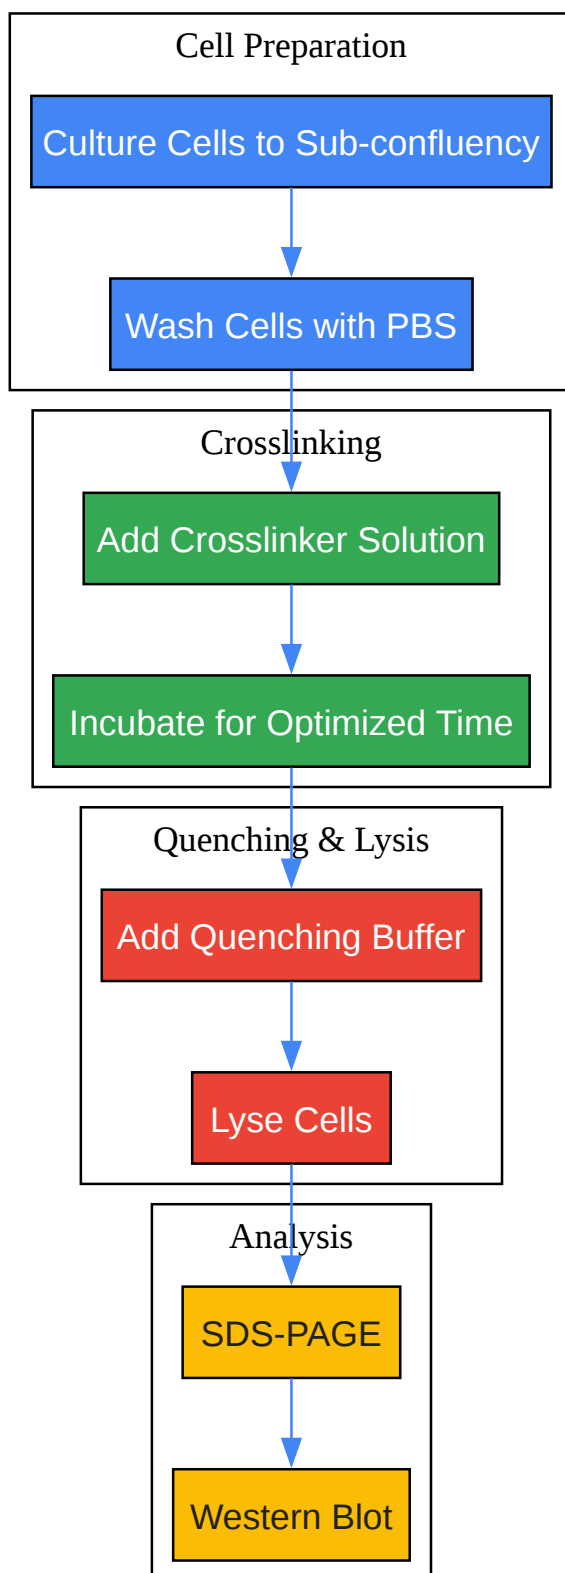 Cell Preparation
Culture Cells to Sub-confluency
Wash Cells with PBS
Crosslinking
Add Crosslinker Solution
Incubate for Optimized Time
Quenching & Lysis
Add Quenching Buffer
Lyse Cells
Analysis
SDS-PAGE
Western Blot